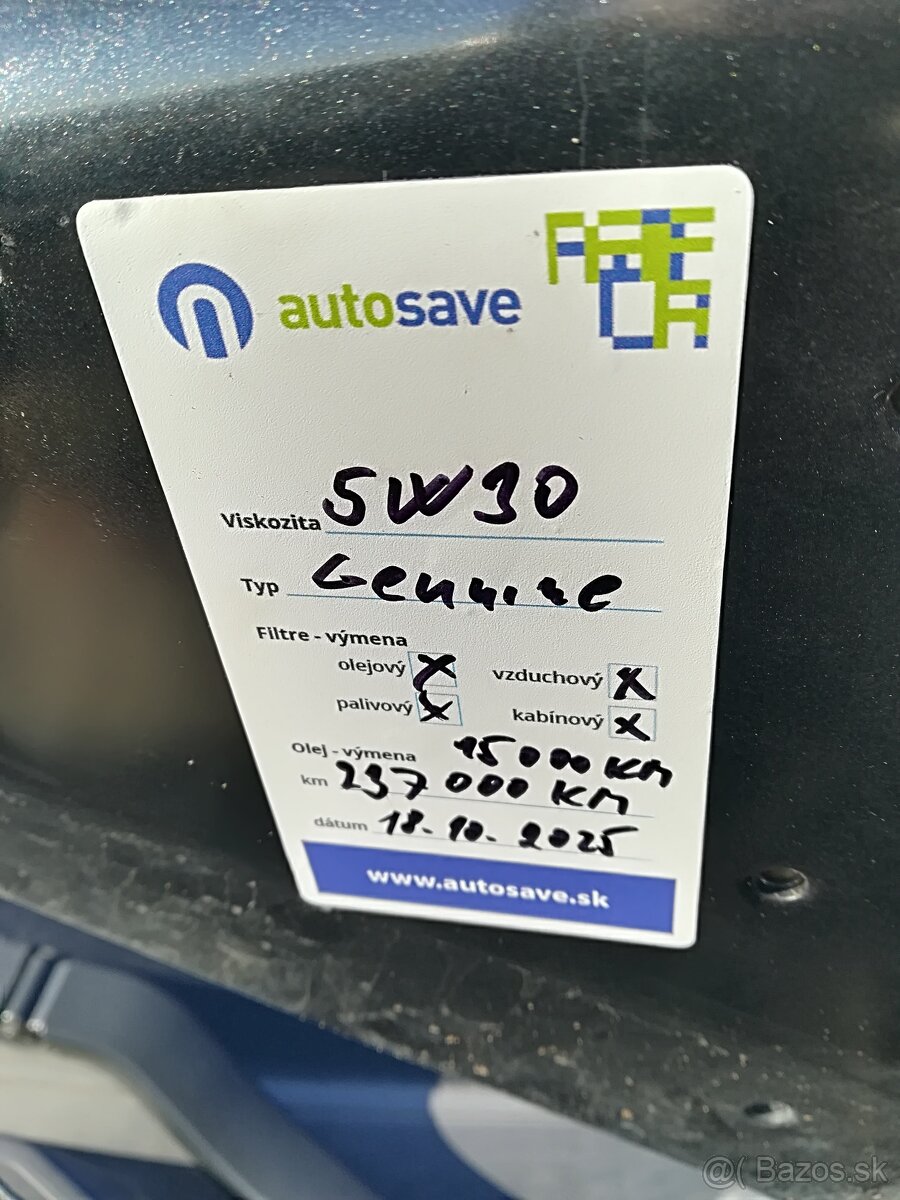 autosave
Viskozita 5W30
Typ Genuine
Filtre - výmena
olejový X vzduchový X
palivový X kabínový X
Olej - výmena 15000 KM
km 237 000 KM
dátum 18.10.2025
www.autosave.sk
@( Bazos.sk